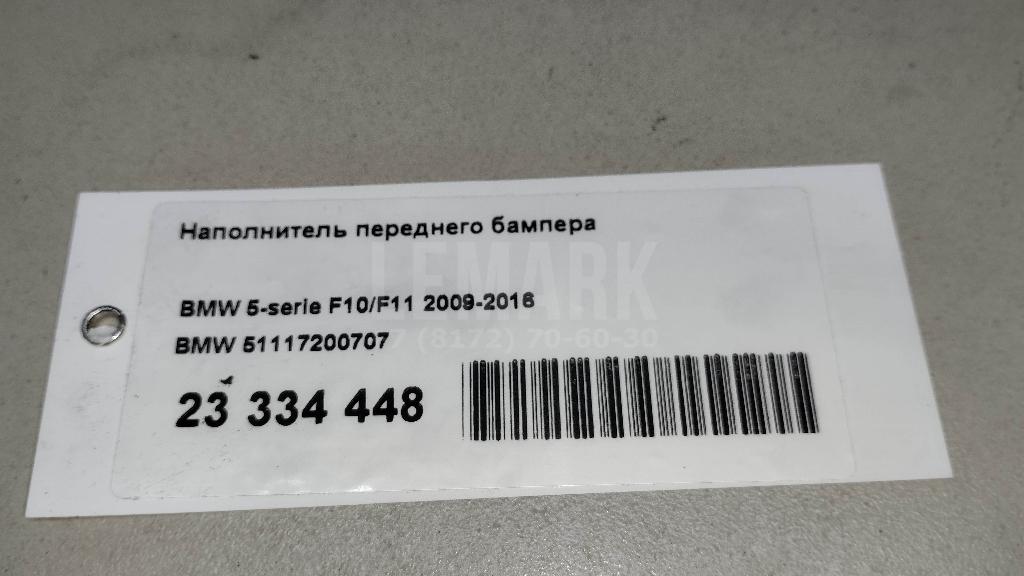 Наполнитель переднего бампера
LEMARK
BMW 5-serie F10/F11 2009-2016
+7 (8172) 70-60-30
BMW 51117200707
23 334 448